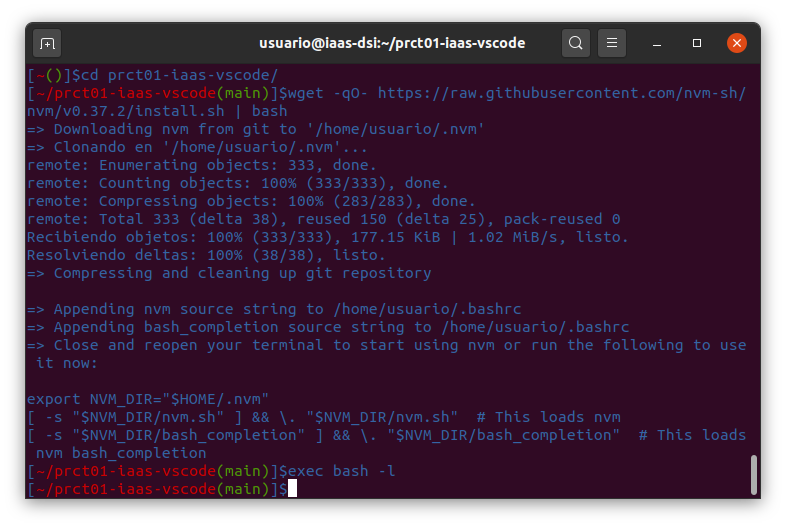 usuario@iaas-dsi:~/prct01-iaas-vscode
[~()]$cd prct01-iaas-vscode/
[~/prct01-iaas-vscode(main)]$wget -qO- https://raw.githubusercontent.com/nvm-sh/
nvm/v0.37.2/install.sh | bash
=> Downloading nvm from git to '/home/usuario/.nvm'
=> Clonando en '/home/usuario/.nvm'...
remote: Enumerating objects: 333, done.
remote: Counting objects: 100% (333/333), done.
remote: Compressing objects: 100% (283/283), done.
remote: Total 333 (delta 38), reused 150 (delta 25), pack-reused 0
Recibiendo objetos: 100% (333/333), 177.15 KiB | 1.02 MiB/s, listo.
Resolviendo deltas: 100% (38/38), listo.
=> Compressing and cleaning up git repository
=> Appending nvm source string to /home/usuario/.bashrc
=> Appending bash_completion source string to /home/usuario/.bashrc
=> Close and reopen your terminal to start using nvm or run the following to use
 it now:
export NVM_DIR="$HOME/.nvm"
[ -s "$NVM_DIR/nvm.sh" ] && \. "$NVM_DIR/nvm.sh"  # This loads nvm
[ -s "$NVM_DIR/bash_completion" ] && \. "$NVM_DIR/bash_completion"  # This loads
 nvm bash_completion
[~/prct01-iaas-vscode(main)]$exec bash -l
[~/prct01-iaas-vscode(main)]$